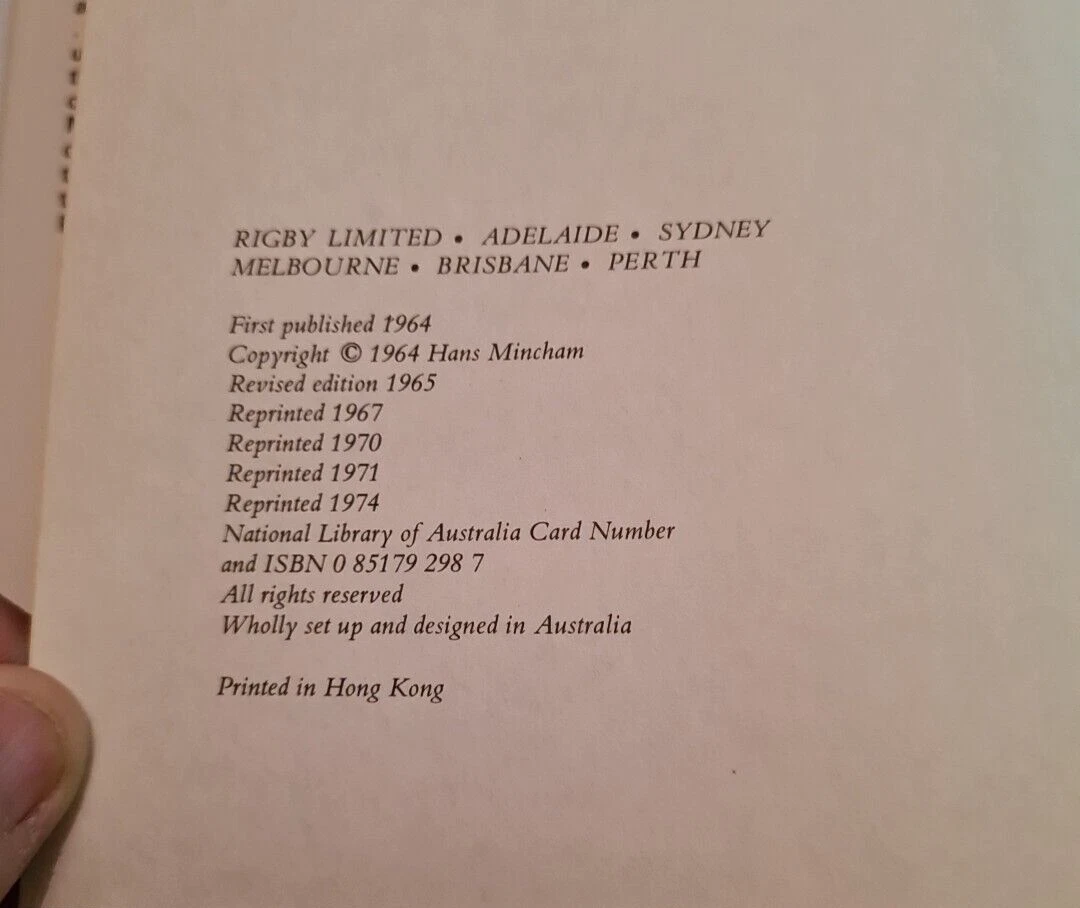 RIGBY LIMITED • ADELAIDE • SYDNEY
MELBOURNE • BRISBANE • PERTH
First published 1964
Copyright © 1964 Hans Mincham
Revised edition 1965
Reprinted 1967
Reprinted 1970
Reprinted 1971
Reprinted 1974
National Library of Australia Card Number
and ISBN 0 85179 298 7
All rights reserved
Wholly set up and designed in Australia
Printed in Hong Kong